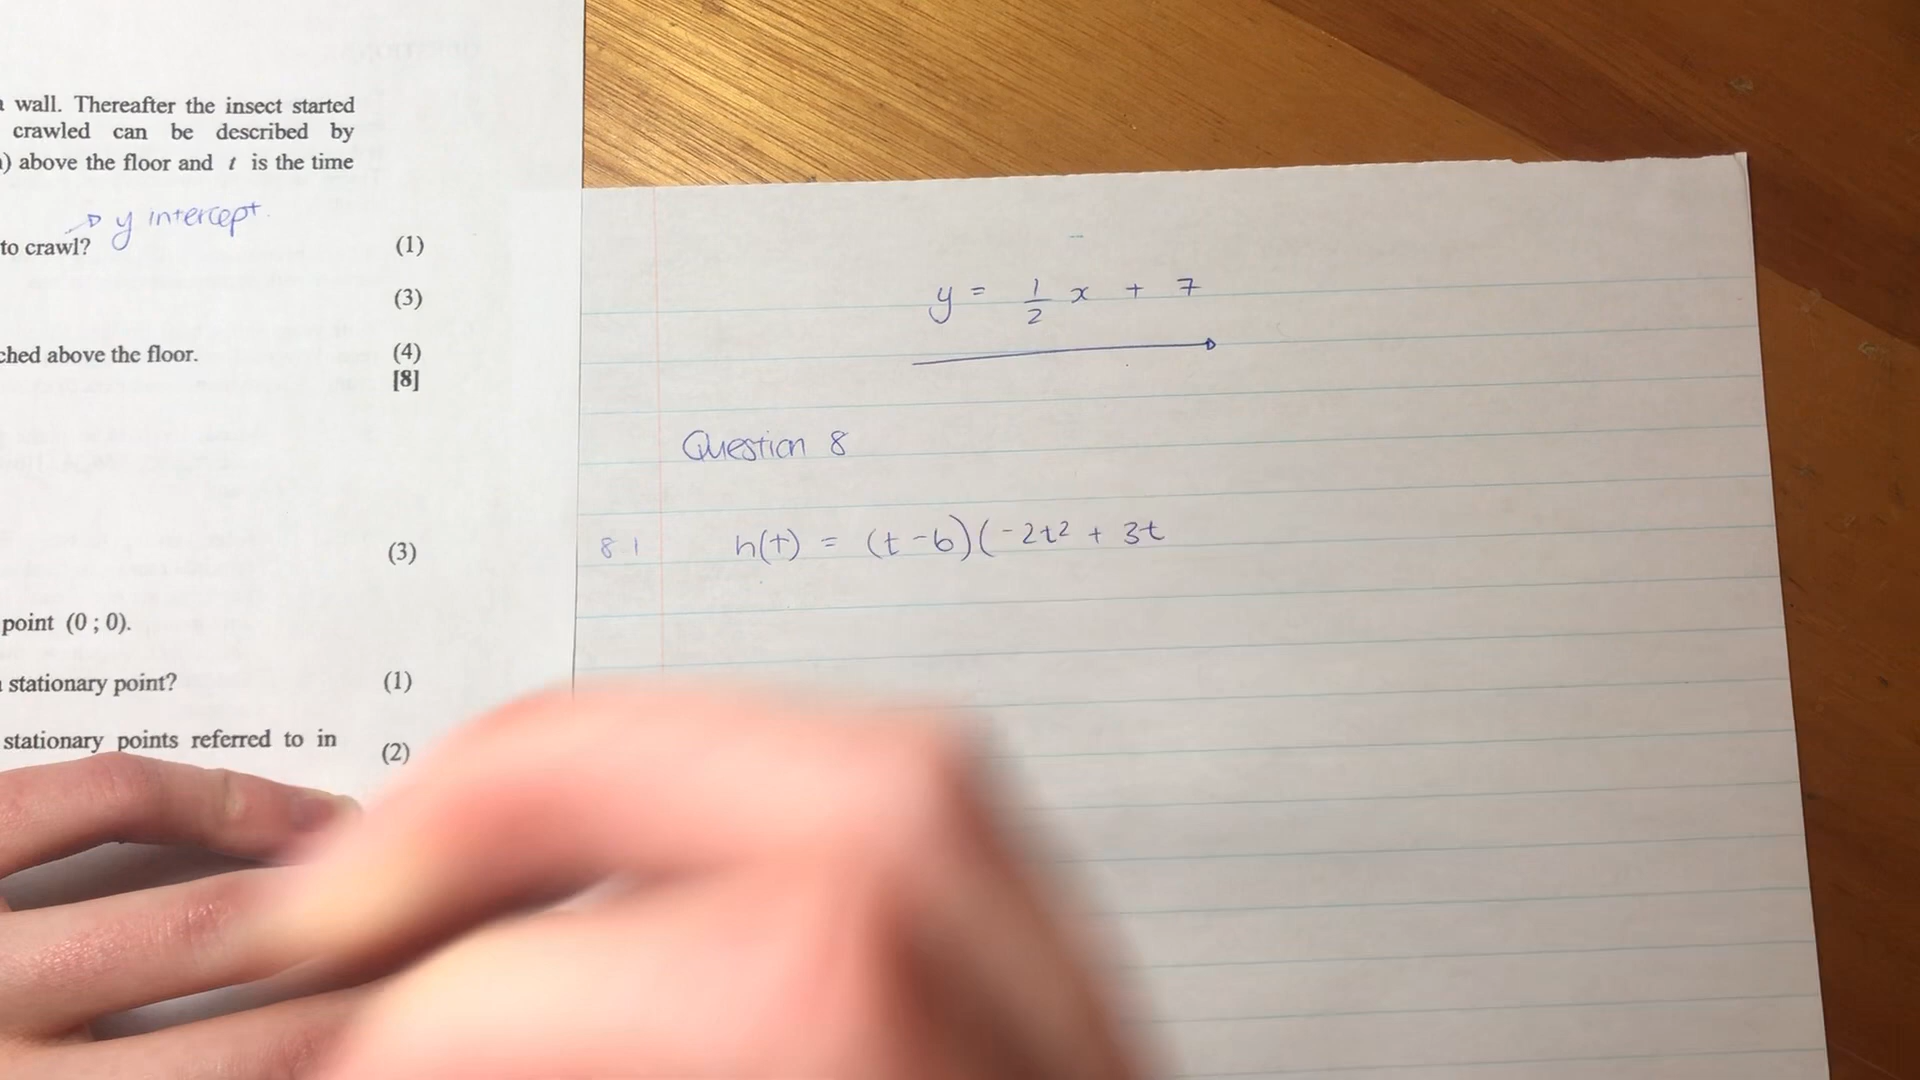 wall. Thereafter the insect started
crawled can be described by
) above the floor and t is the time
→ y intercept.
to crawl? (1)
(3)
ched above the floor. (4)
[8]
(3)
point (0 ; 0).
stationary point? (1)
stationary points referred to in (2)
y = 1/2 x + 7
Question 8
8 1 h(t) = (t - 6)(-2t² + 3t